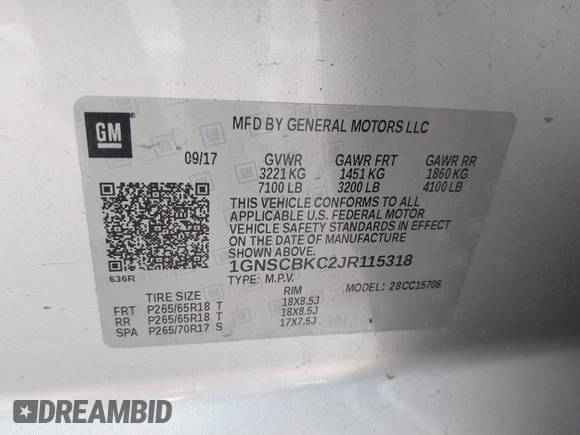 GM
MFD BY GENERAL MOTORS LLC
09/17 GVWR GAWR FRT GAWR RR
3221 KG 1451 KG 1860 KG
7100 LB 3200 LB 4100 LB
THIS VEHICLE CONFORMS TO ALL
APPLICABLE U.S. FEDERAL MOTOR
VEHICLE SAFETY STANDARDS IN
EFFECT ON THE DATE OF
MANUFACTURE SHOWN ABOVE.
1GNSCBKC2JR115318
636R
TYPE: M.P.V. MODEL: 28CC15706
TIRE SIZE RIM
FRT P265/65R18 T 18X8.5J
RR P265/65R18 T 18X8.5J
SPA P265/70R17 S 17X7.5J
DREAMBID